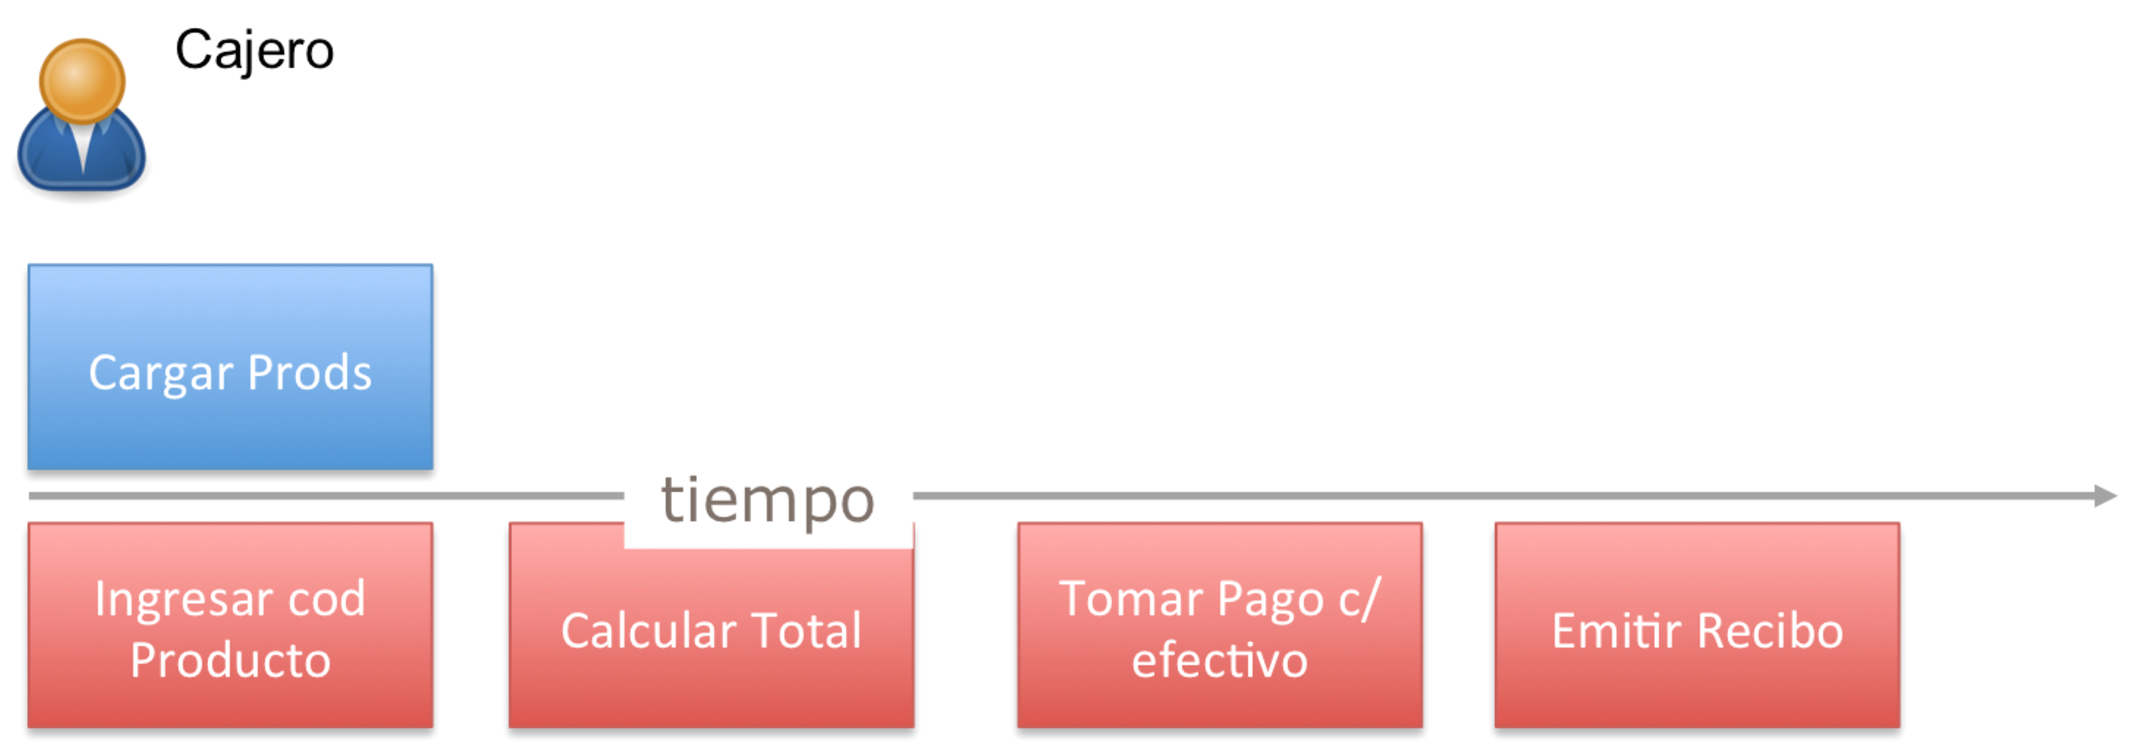 Cajero
Cargar Prods
tiempo
Ingresar cod
Producto
Calcular Total
Tomar Pago c/
efectivo
Emitir Recibo